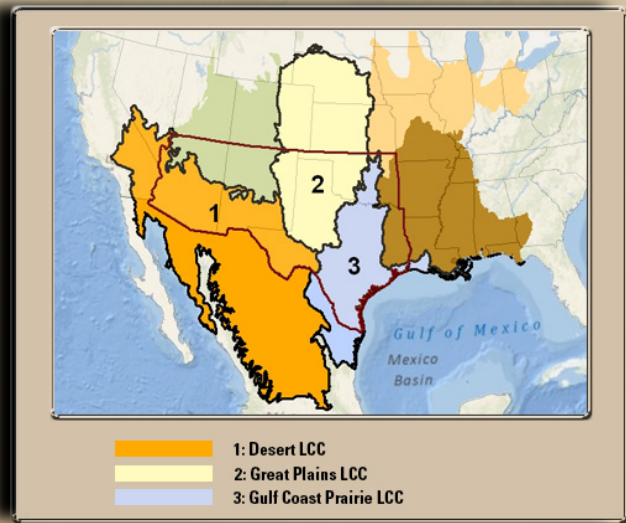 1
2
3
Gulf of Mexico
Mexico
Basin
1: Desert LCC
2: Great Plains LCC
3: Gulf Coast Prairie LCC